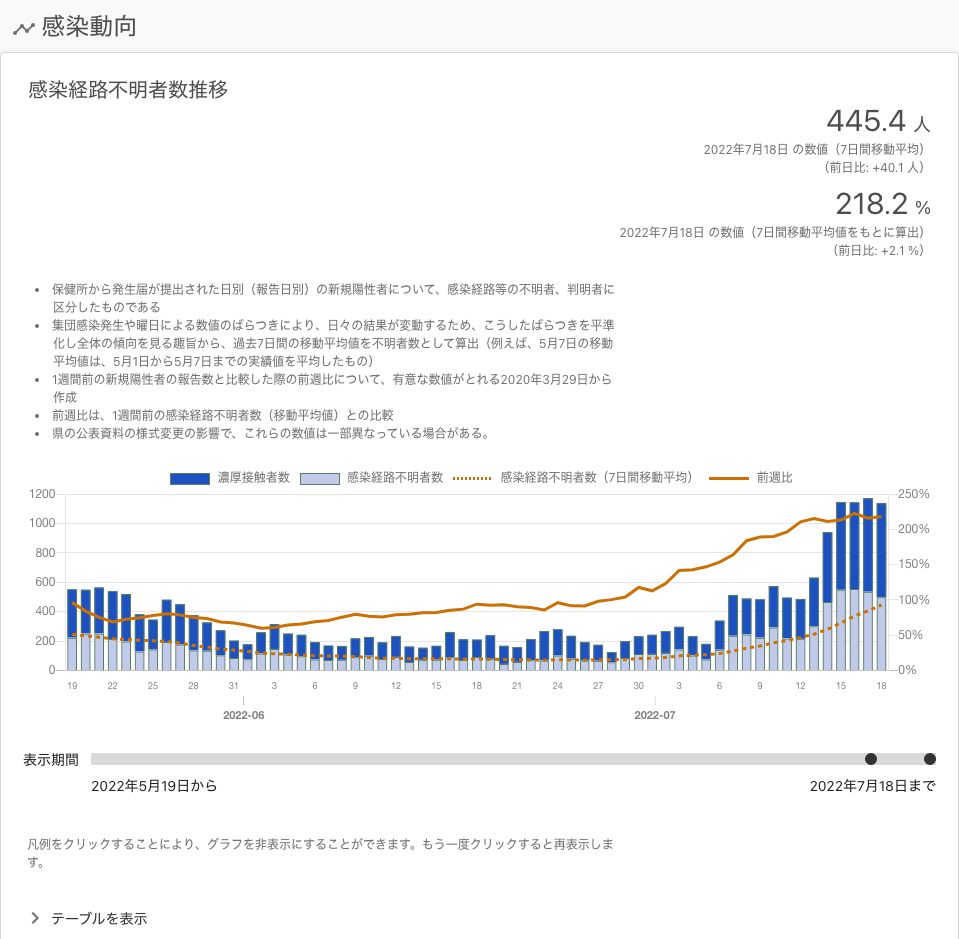 感染動向
感染経路不明者数推移
445.4 人
2022年7月18日 の数値（7日間移動平均）
（前日比: +40.1 人）
218.2 %
2022年7月18日 の数値（7日間移動平均値をもとに算出）
（前日比: +2.1 %）
• 保健所から発生届が提出された日別（報告日別）の新規陽性者について、感染経路等の不明者、判明者に
区分したものである
• 集団感染発生や曜日による数値のばらつきにより、日々の結果が変動するため、こうしたばらつきを平準
化し全体の傾向を見る趣旨から、過去7日間の移動平均値を不明者数として算出（例えば、5月7日の移動
平均値は、5月1日から5月7日までの実績値を平均したもの）
• 1週間前の新規陽性者の報告数と比較した際の前週比について、有意な数値がとれる2020年3月29日から
作成
• 前週比は、1週間前の感染経路不明者数（移動平均値）との比較
• 県の公表資料の様式変更の影響で、これらの数値は一部異なっている場合がある。
濃厚接触者数 感染経路不明者数 感染経路不明者数（7日間移動平均） 前週比
1200 250%
1000 200%
800 150%
600 100%
400 50%
200 0%
0
19 22 25 28 31 3 6 9 12 15 18 21 24 27 30 3 6 9 12 15 18
2022-06 2022-07
表示期間
2022年5月19日から 2022年7月18日まで
凡例をクリックすることにより、グラフを非表示にすることができます。もう一度クリックすると再表示しま
す。
テーブルを表示